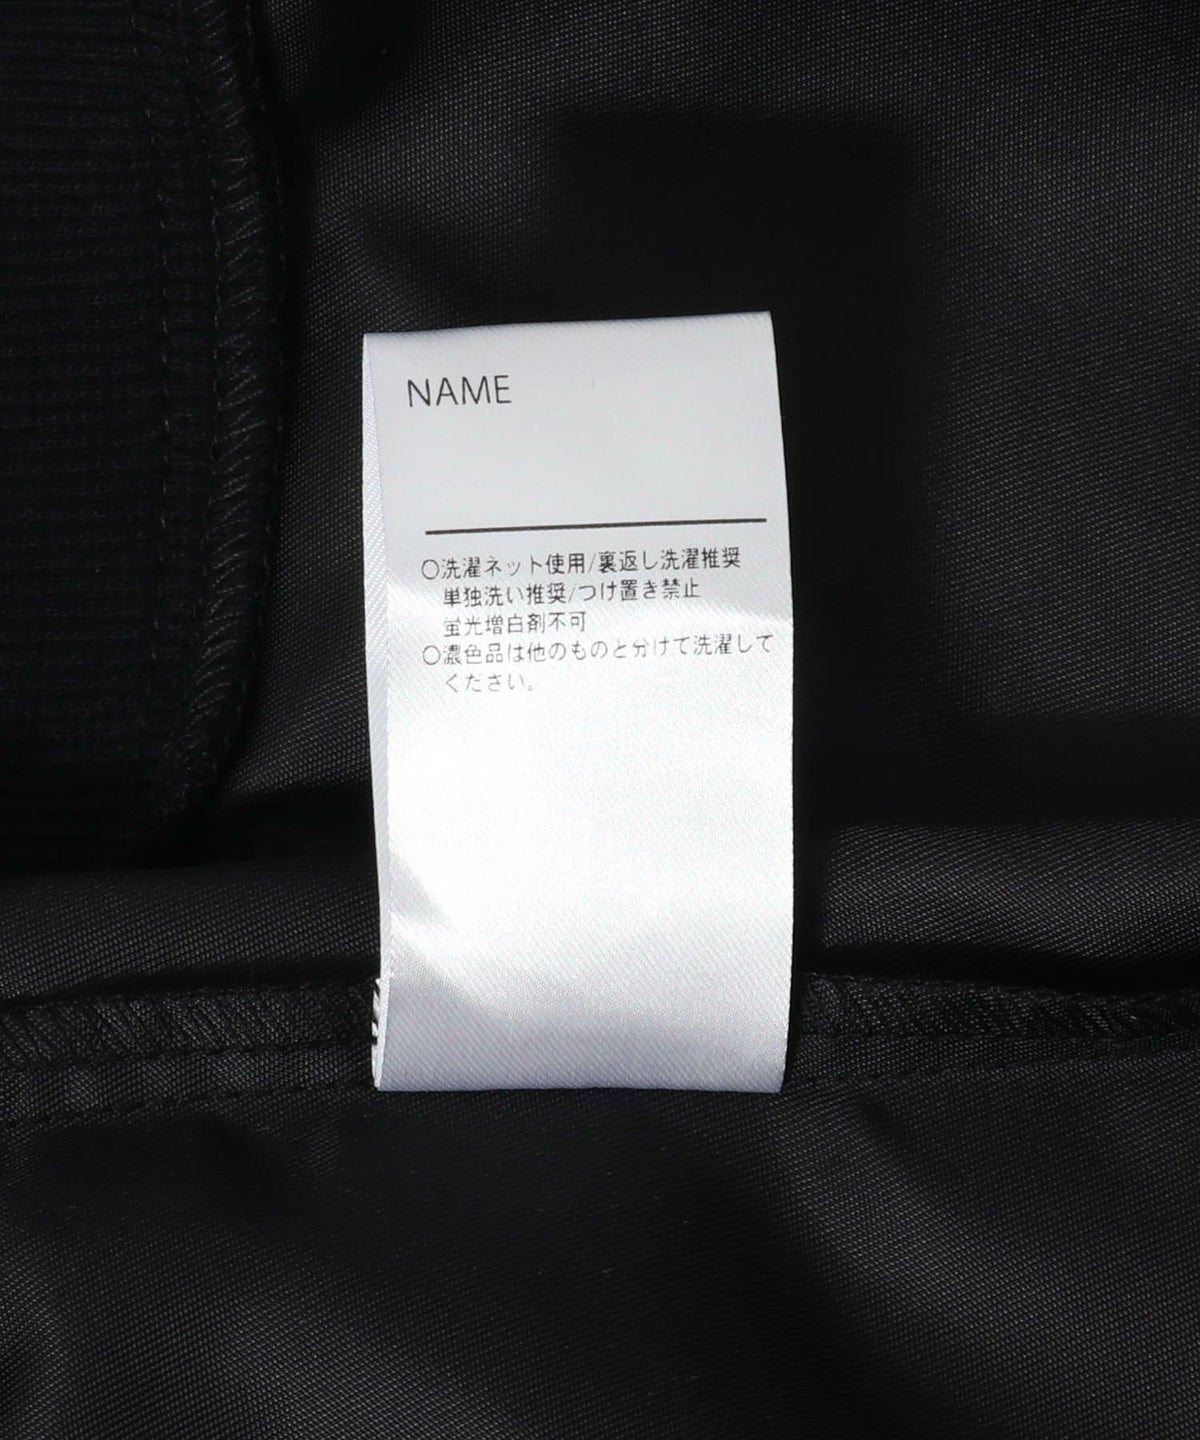 NAME
○洗濯ネット使用/裏返し洗濯推奨
単独洗い推奨/つけ置き禁止
蛍光増白剤不可
○濃色品は他のものと分けて洗濯して
ください。